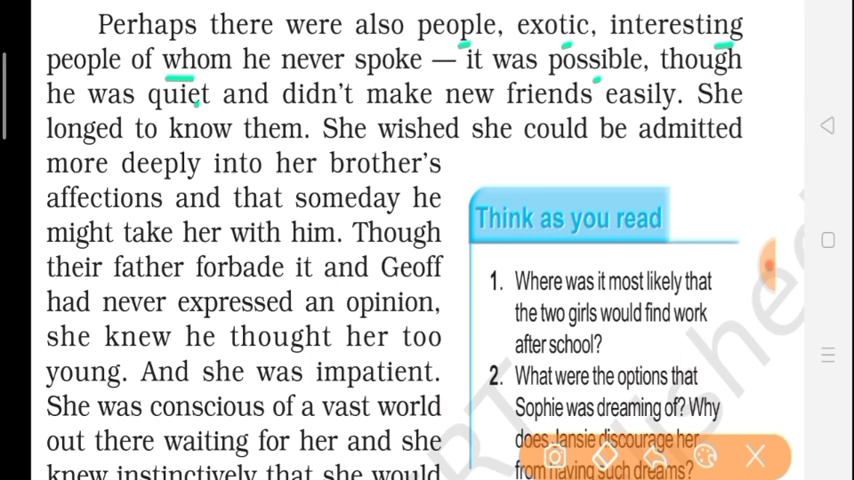 Perhaps there were also people, exotic, interesting
people of whom he never spoke — it was possible, though
he was quiet and didn't make new friends easily. She
longed to know them. She wished she could be admitted
more deeply into her brother's
affections and that someday he
might take her with him. Though
their father forbade it and Geoff
had never expressed an opinion,
she knew he thought her too
young. And she was impatient.
She was conscious of a vast world
out there waiting for her and she
knew instinctively that she would
Think as you read
1. Where was it most likely that
the two girls would find work
after school?
2. What were the options that
Sophie was dreaming of? Why
does Jansie discourage her
from having such dreams?